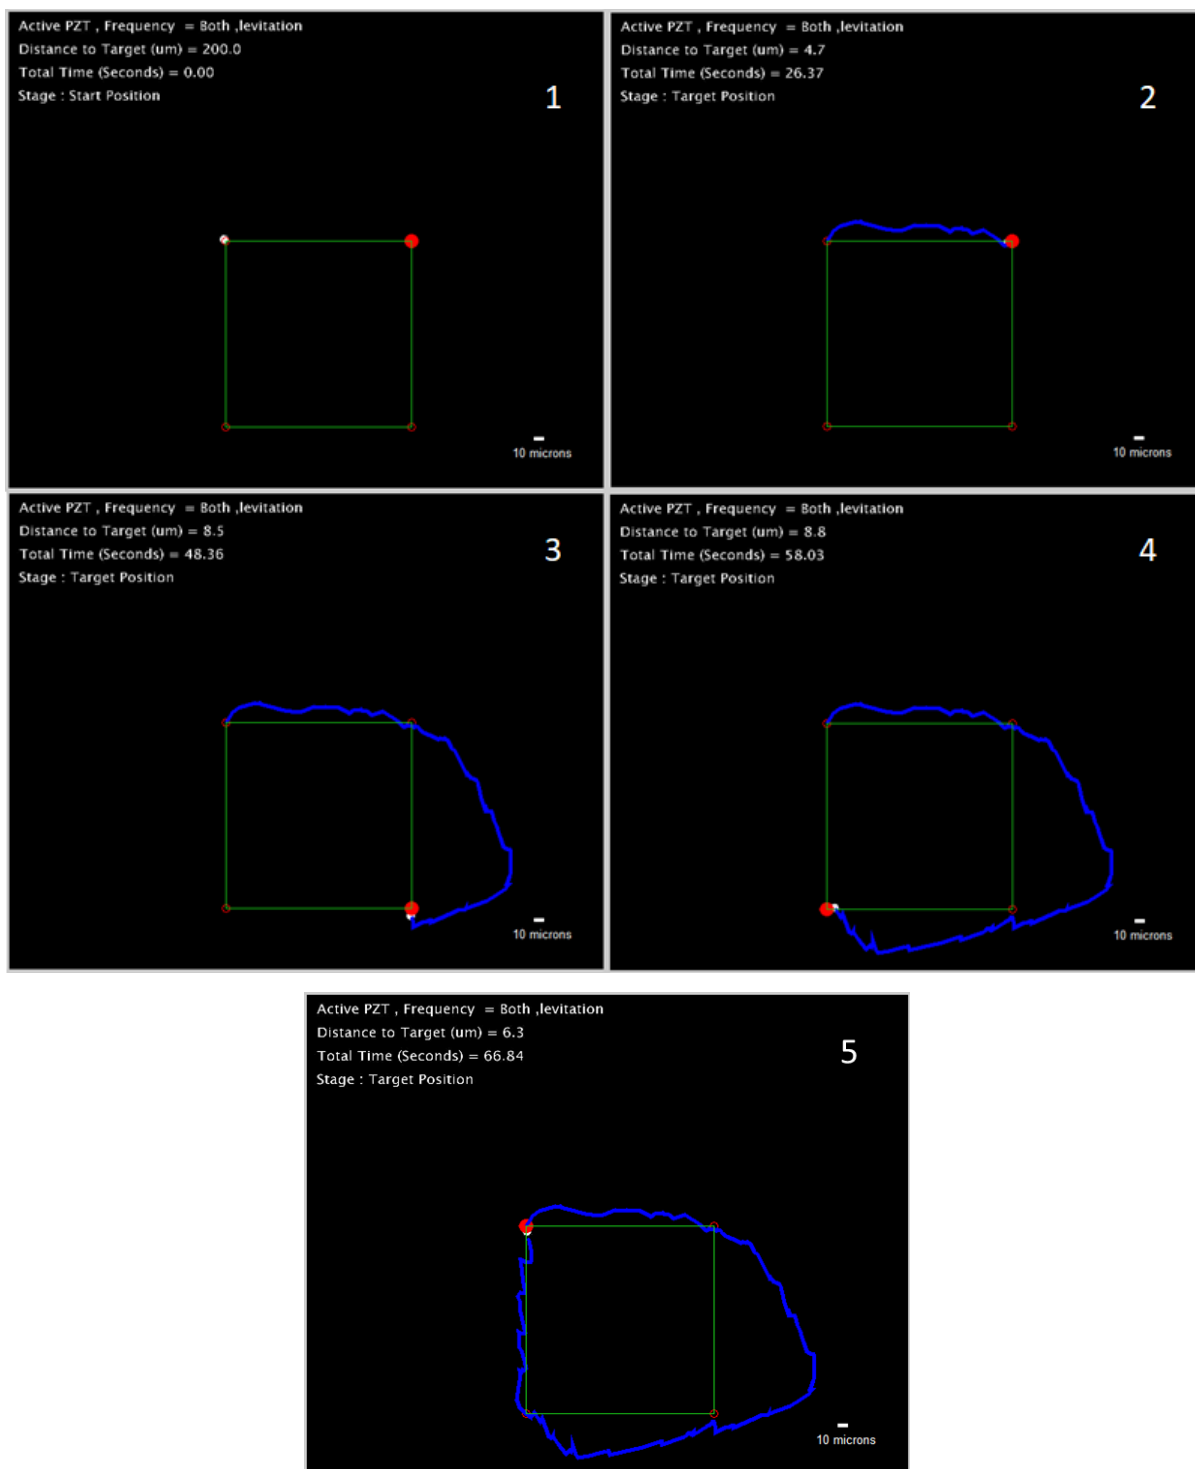 Active PZT , Frequency  = Both ,levitation
Distance to Target (um) = 200.0
Total Time (Seconds) = 0.00
Stage : Start Position
1
10 microns
Active PZT , Frequency  = Both ,levitation
Distance to Target (um) = 4.7
Total Time (Seconds) = 26.37
Stage : Target Position
2
10 microns
Active PZT , Frequency  = Both ,levitation
Distance to Target (um) = 8.5
Total Time (Seconds) = 48.36
Stage : Target Position
3
10 microns
Active PZT , Frequency  = Both ,levitation
Distance to Target (um) = 8.8
Total Time (Seconds) = 58.03
Stage : Target Position
4
10 microns
Active PZT , Frequency  = Both ,levitation
Distance to Target (um) = 6.3
Total Time (Seconds) = 66.84
Stage : Target Position
5
10 microns